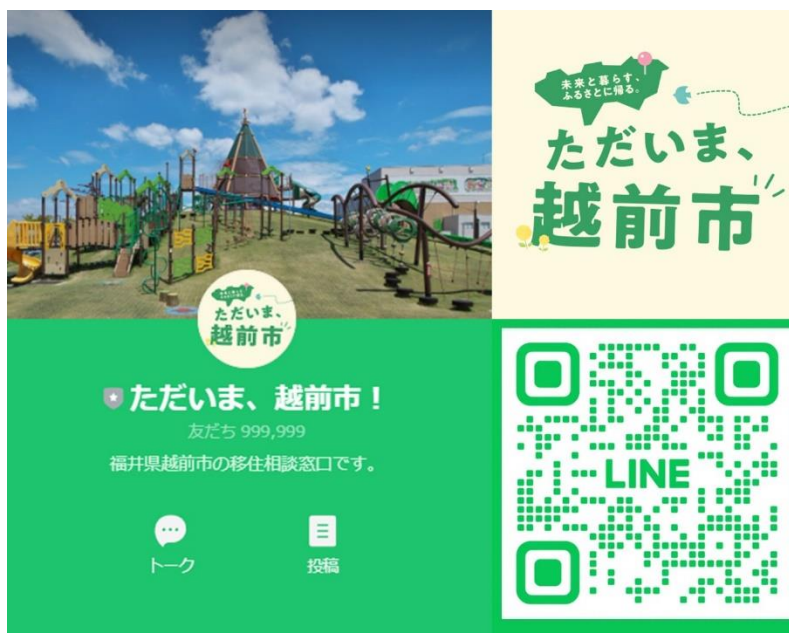 未来と暮らす、
ふるさとに帰る。
ただいま、
越前市
ただいま、
越前市
ただいま、越前市！
友だち 999,999
福井県越前市の移住相談窓口です。
トーク
投稿
LINE